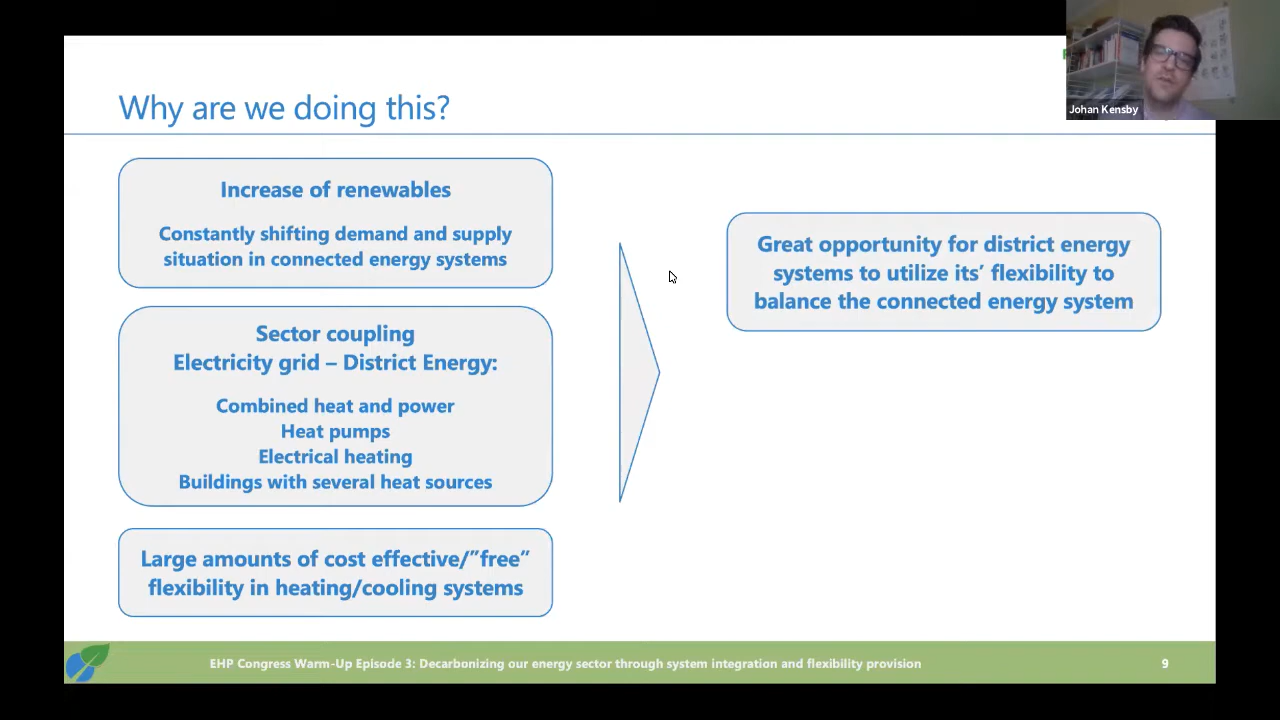 Why are we doing this?
Johan Kensby
Increase of renewables
Constantly shifting demand and supply
situation in connected energy systems
Sector coupling
Electricity grid – District Energy:
Combined heat and power
Heat pumps
Electrical heating
Buildings with several heat sources
Large amounts of cost effective/”free”
flexibility in heating/cooling systems
Great opportunity for district energy
systems to utilize its’ flexibility to
balance the connected energy system
EHP Congress Warm-Up Episode 3: Decarbonizing our energy sector through system integration and flexibility provision
9